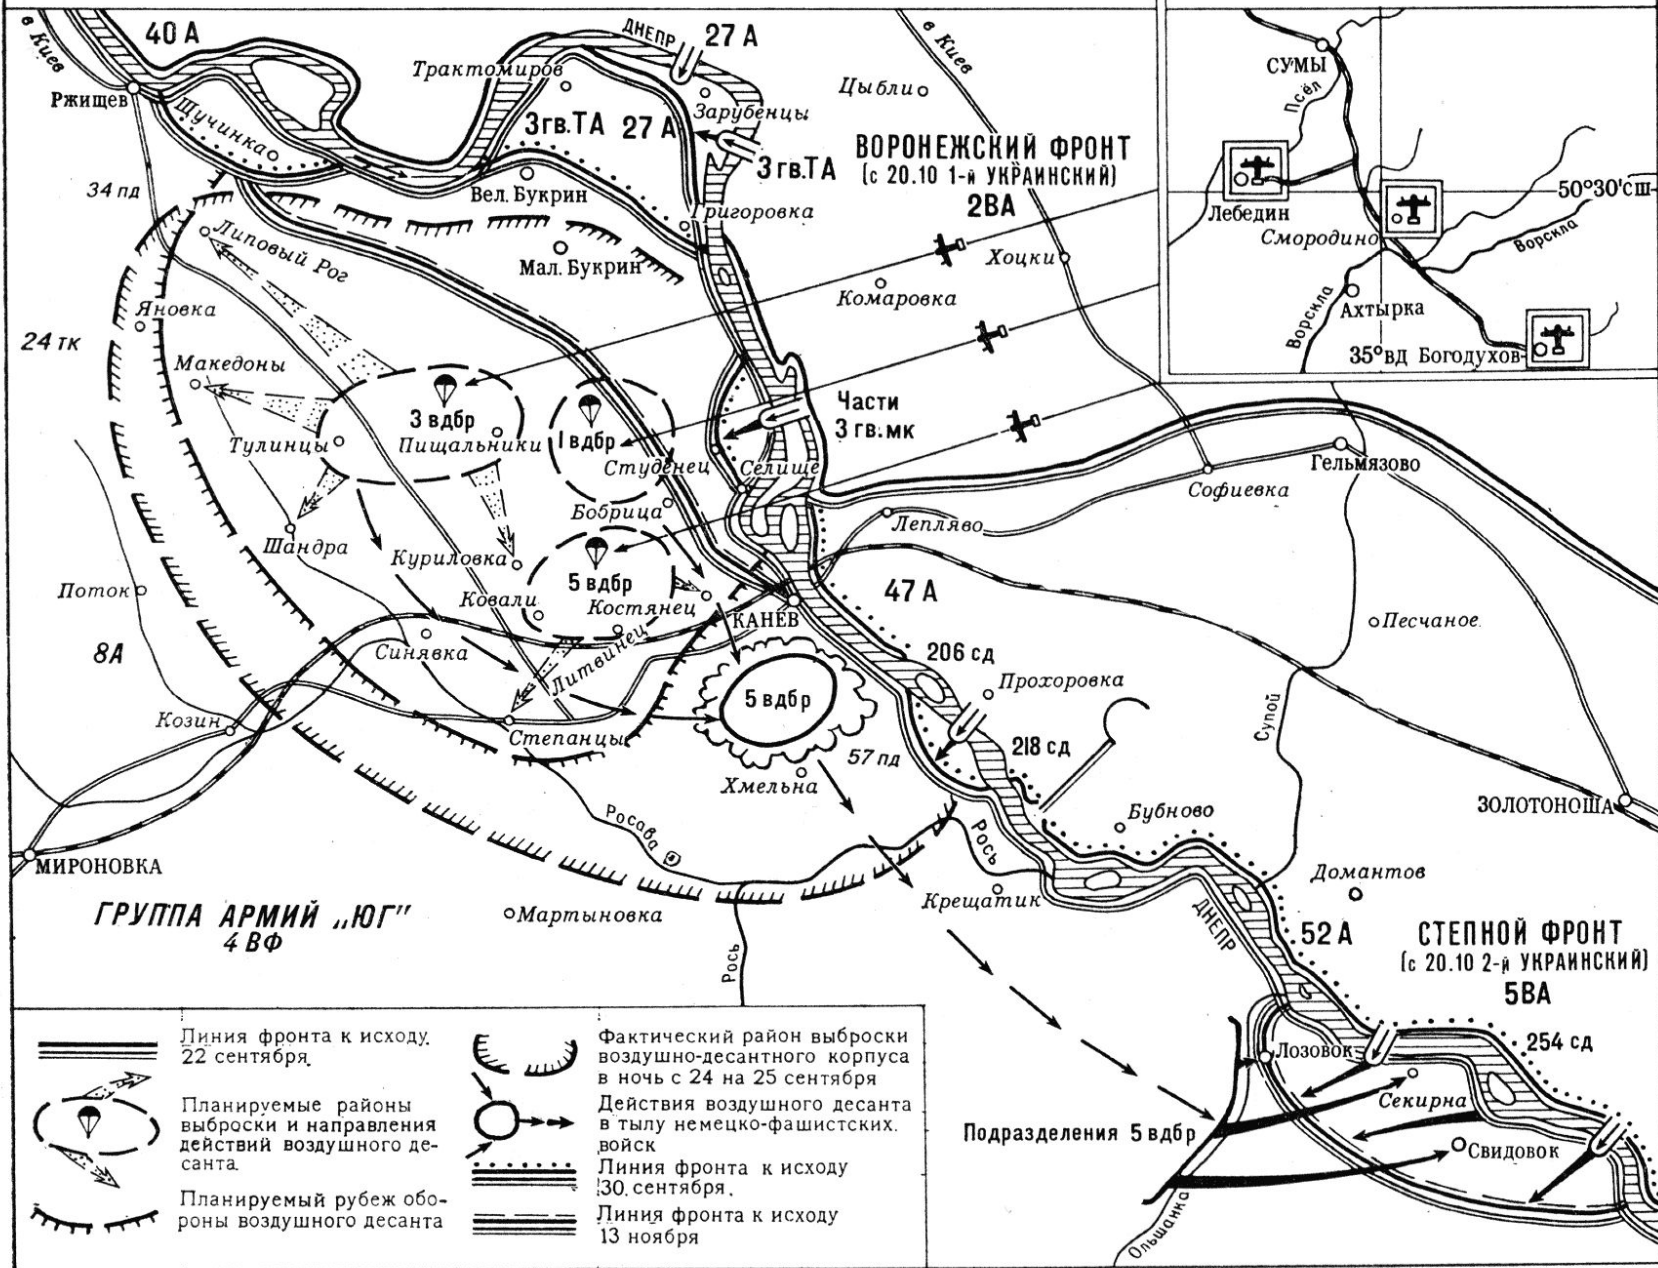 в Киев
40 А
ДНЕПР
27 А
в Киев
Трактомиров
Ржищев
Щучинка
Зарубенцы
Цыбли
3 гв.ТА
27 А
3 гв.ТА
ВОРОНЕЖСКИЙ ФРОНТ
(с 20.10 1-й УКРАИНСКИЙ)
2ВА
34 пд
Вел. Букрин
Григоровка
Липовый Рог
Мал. Букрин
Хоцки
Комаровка
Яновка
24 тк
Македоны
3 вдбр
Тулинцы
Пищальники
1 вдбр
Студенец
Селище
Части
3 гв.мк
Гельмязово
Софиевка
Бобрица
Лепляво
Шандра
Куриловка
5 вдбр
Поток
Ковали
Костянец
КАНЕВ
47 А
Песчаное
8А
Синявка
Литвинец
206 сд
Прохоровка
5 вдбр
Козин
Степанцы
57 пд
218 сд
Супой
Хмельна
ЗОЛОТОНОША
Бубново
Росава
Рось
МИРОНОВКА
Домантов
Крещатик
ГРУППА АРМИЙ „ЮГ"
4 ВФ
Мартыновка
Рось
ДНЕПР
52 А
СТЕПНОЙ ФРОНТ
(с 20.10 2-й УКРАИНСКИЙ)
5ВА
254 сд
Лозовок
Секирна
Подразделения 5 вдбр
Свидовок
Ольшанка
СУМЫ
Псёл
Лебедин
50°30'сш
Смородино
Ворскла
Ворскла
Ахтырка
35°вд Богодухов
Линия фронта к исходу
22 сентября.
Планируемые районы
выброски и направления
действий воздушного де-
санта
Планируемый рубеж обо-
роны воздушного десанта
Фактический район выброски
воздушно-десантного корпуса
в ночь с 24 на 25 сентября
Действия воздушного десанта
в тылу немецко-фашистских
войск
Линия фронта к исходу
30 сентября.
Линия фронта к исходу
13 ноября